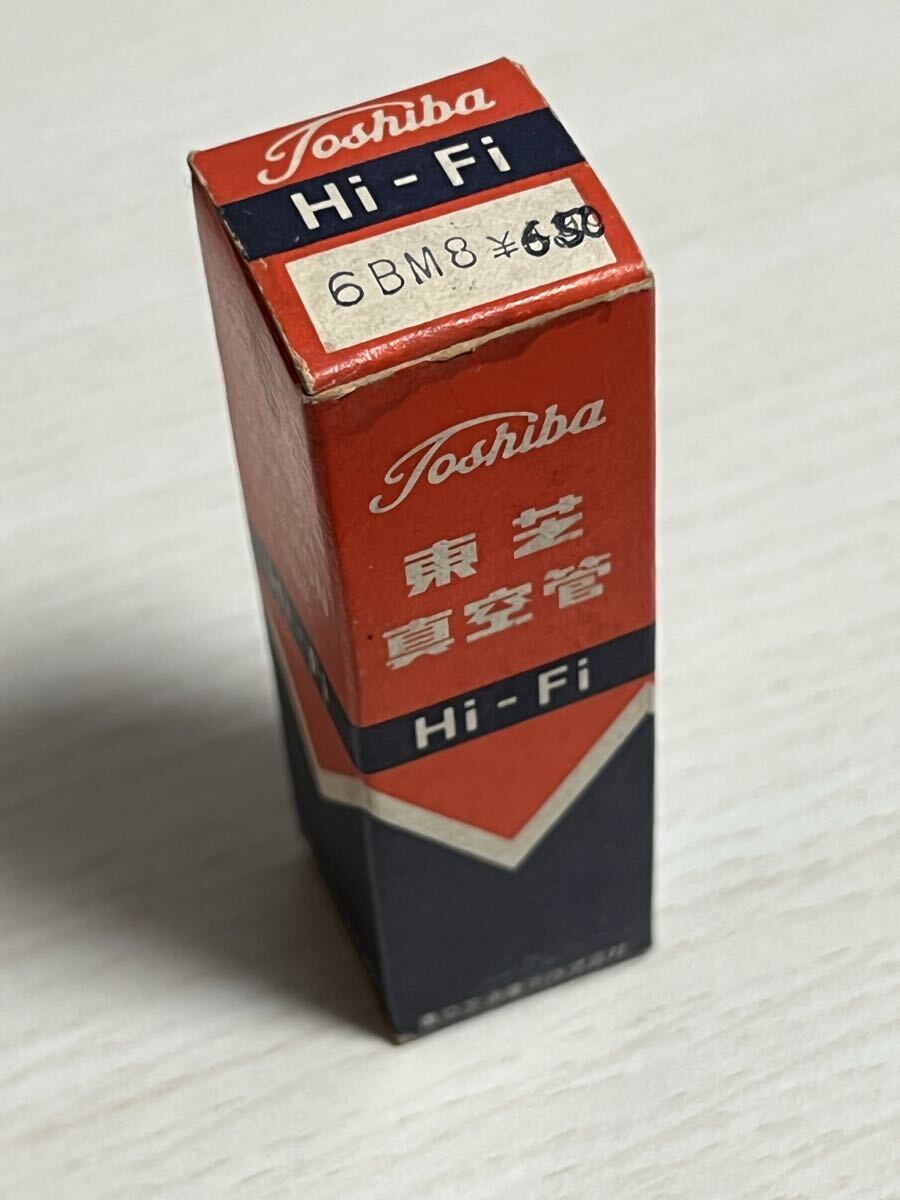 Toshiba
Hi-Fi
6BM8 ¥650
Toshiba
東芝
真空管
Hi-Fi